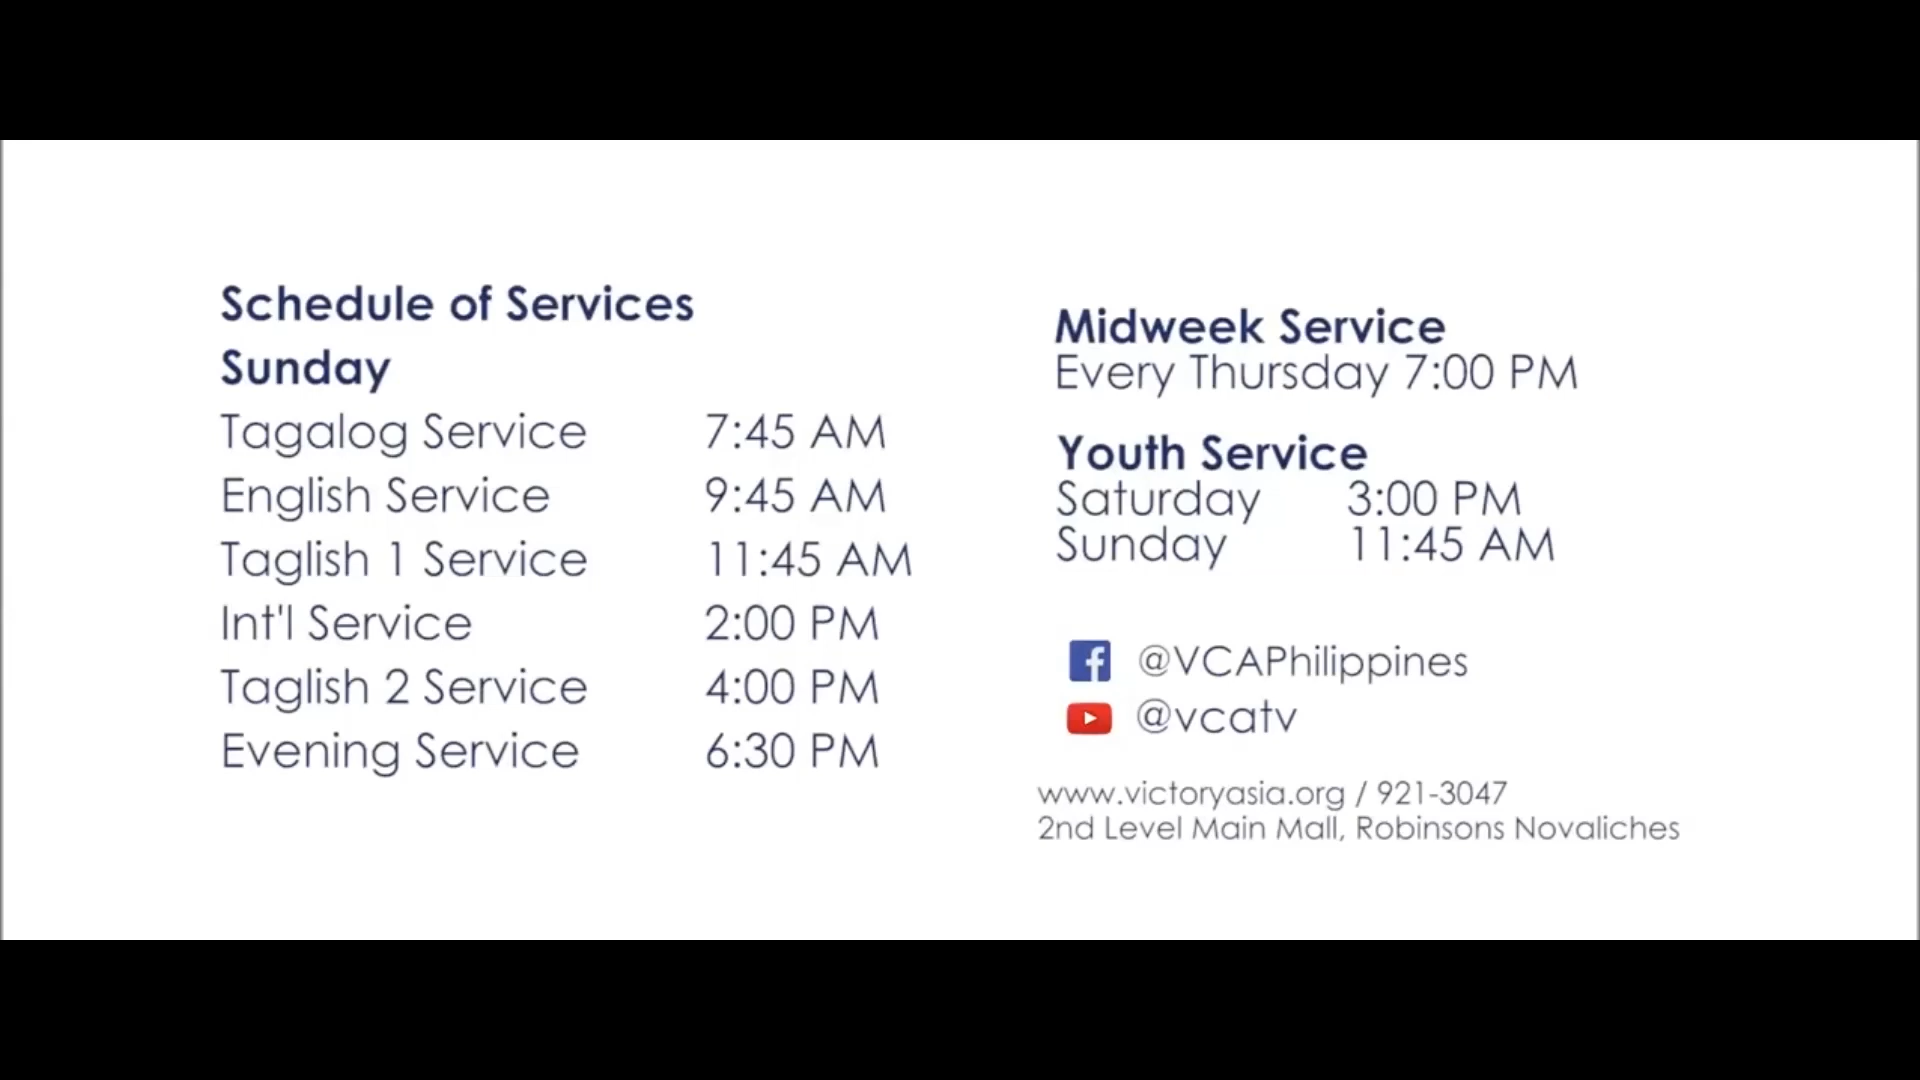 Schedule of Services
Sunday
Tagalog Service 7:45 AM
English Service 9:45 AM
Taglish 1 Service 11:45 AM
Int'l Service 2:00 PM
Taglish 2 Service 4:00 PM
Evening Service 6:30 PM
Midweek Service
Every Thursday 7:00 PM
Youth Service
Saturday 3:00 PM
Sunday 11:45 AM
@VCAPhilippines
@vcatv
www.victoryasia.org / 921-3047
2nd Level Main Mall, Robinsons Novaliches